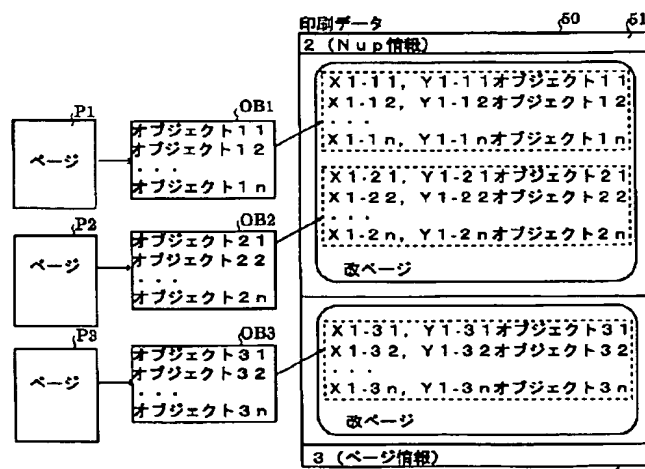 印刷データ
50
51
2 (Nup情報)
X1-11, Y1-11オブジェクト11
X1-12, Y1-12オブジェクト12
...
X1-1n, Y1-1nオブジェクト1n
X1-21, Y1-21オブジェクト21
X1-22, Y1-22オブジェクト22
...
X1-2n, Y1-2nオブジェクト2n
改ページ
P1
ページ
OB1
オブジェクト11
オブジェクト12
...
オブジェクト1n
P2
ページ
OB2
オブジェクト21
オブジェクト22
...
オブジェクト2n
P3
ページ
OB3
オブジェクト31
オブジェクト32
...
オブジェクト3n
X1-31, Y1-31オブジェクト31
X1-32, Y1-32オブジェクト32
...
X1-3n, Y1-3nオブジェクト3n
改ページ
3 (ページ情報)